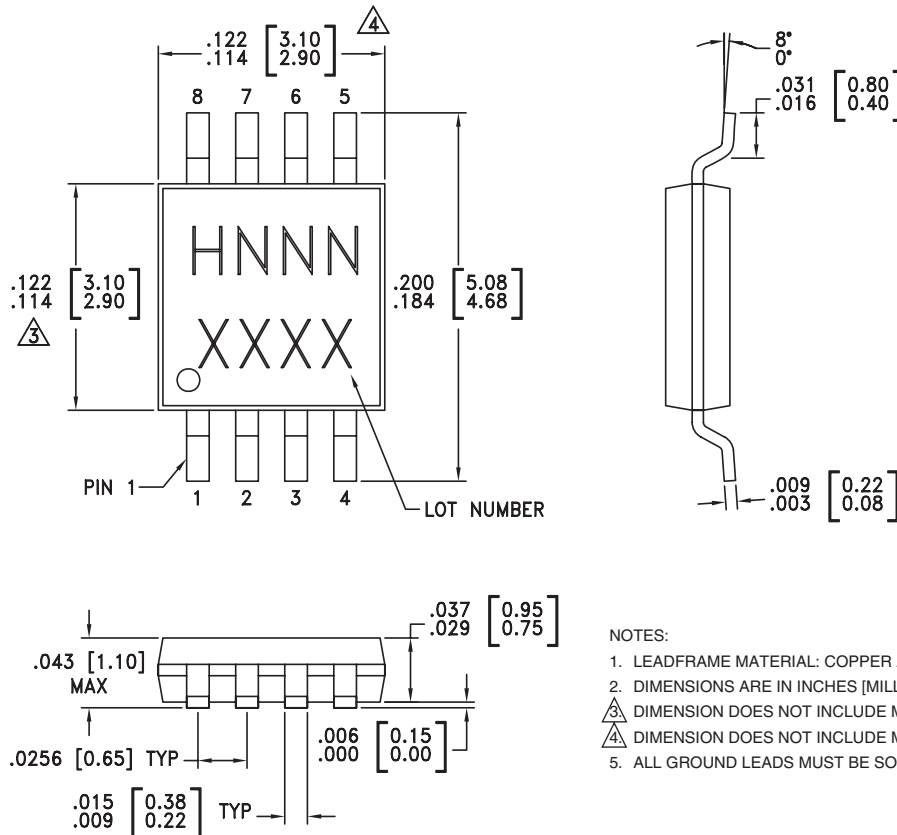 .122 [3.10]
.114 [2.90]
4
8 7 6 5
8°
0°
.031 [0.80]
.016 [0.40]
HNNN
XXXX
.122 [3.10]
.114 [2.90]
3
.200 [5.08]
.184 [4.68]
PIN 1
1 2 3 4
LOT NUMBER
.009 [0.22]
.003 [0.08]
.037 [0.95]
.029 [0.75]
.043 [1.10]
MAX
.0256 [0.65] TYP
.006 [0.15]
.000 [0.00]
.015 [0.38]
.009 [0.22]
TYP
NOTES:
1. LEADFRAME MATERIAL: COPPER
2. DIMENSIONS ARE IN INCHES [MILL
3. DIMENSION DOES NOT INCLUDE M
4. DIMENSION DOES NOT INCLUDE M
5. ALL GROUND LEADS MUST BE SO